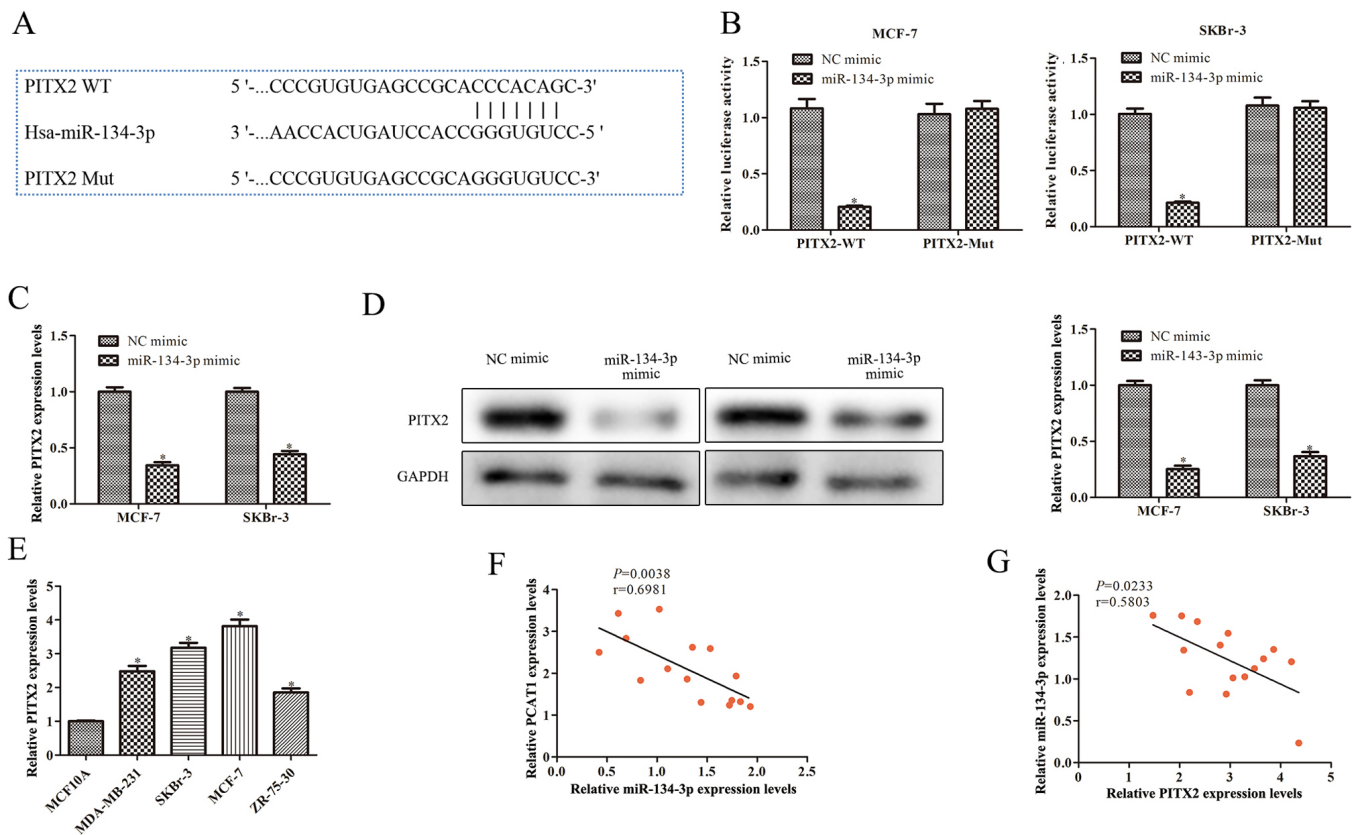 A
PITX2 WT 5 '-...CCCGUGUGAGCCGCACCCACAGC-3'
Hsa-miR-134-3p 3 '-...AACCACUGAUCCACCGGGUGUCC-5 '
PITX2 Mut 5 '-...CCCGUGUGAGCCGCAGGGUGUCC-3'
B
MCF-7
NC mimic
miR-134-3p mimic
Relative luciferase activity
1.5
1.0
0.5
0.0
*
PITX2-WT PITX2-Mut
SKBr-3
NC mimic
miR-134-3p mimic
Relative luciferase activity
1.5
1.0
0.5
0.0
*
PITX2-WT PITX2-Mut
C
NC mimic
miR-134-3p mimic
Relative PITX2 expression levels
1.5
1.0
0.5
0.0
* *
MCF-7 SKBr-3
D
NC mimic miR-134-3p mimic NC mimic miR-134-3p mimic
PITX2
GAPDH
NC mimic
miR-143-3p mimic
Relative PITX2 expression levels
1.5
1.0
0.5
0.0
* *
MCF-7 SKBr-3
E
Relative PITX2 expression levels
5
4
3
2
1
0
* * * *
MCF10A MDA-MB-231 SKBr-3 MCF-7 ZR-75-30
F
P=0.0038
r=0.6981
Relative PCAT1 expression levels
4
3
2
1
0
0.0 0.5 1.0 1.5 2.0 2.5
Relative miR-134-3p expression levels
G
P=0.0233
r=0.5803
Relative miR-134-3p expression levels
2.0
1.5
1.0
0.5
0.0
0 1 2 3 4 5
Relative PITX2 expression levels